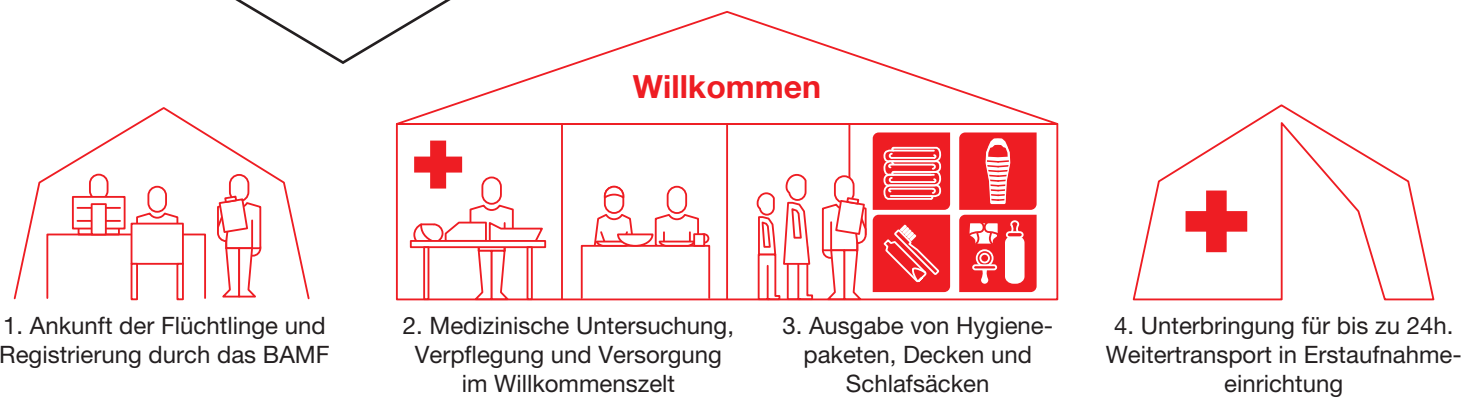 Willkommen
1. Ankunft der Flüchtlinge und
Registrierung durch das BAMF
2. Medizinische Untersuchung,
Verpflegung und Versorgung
im Willkommenszelt
3. Ausgabe von Hygiene-
paketen, Decken und
Schlafsäcken
4. Unterbringung für bis zu 24h.
Weitertransport in Erstaufnahme-
einrichtung